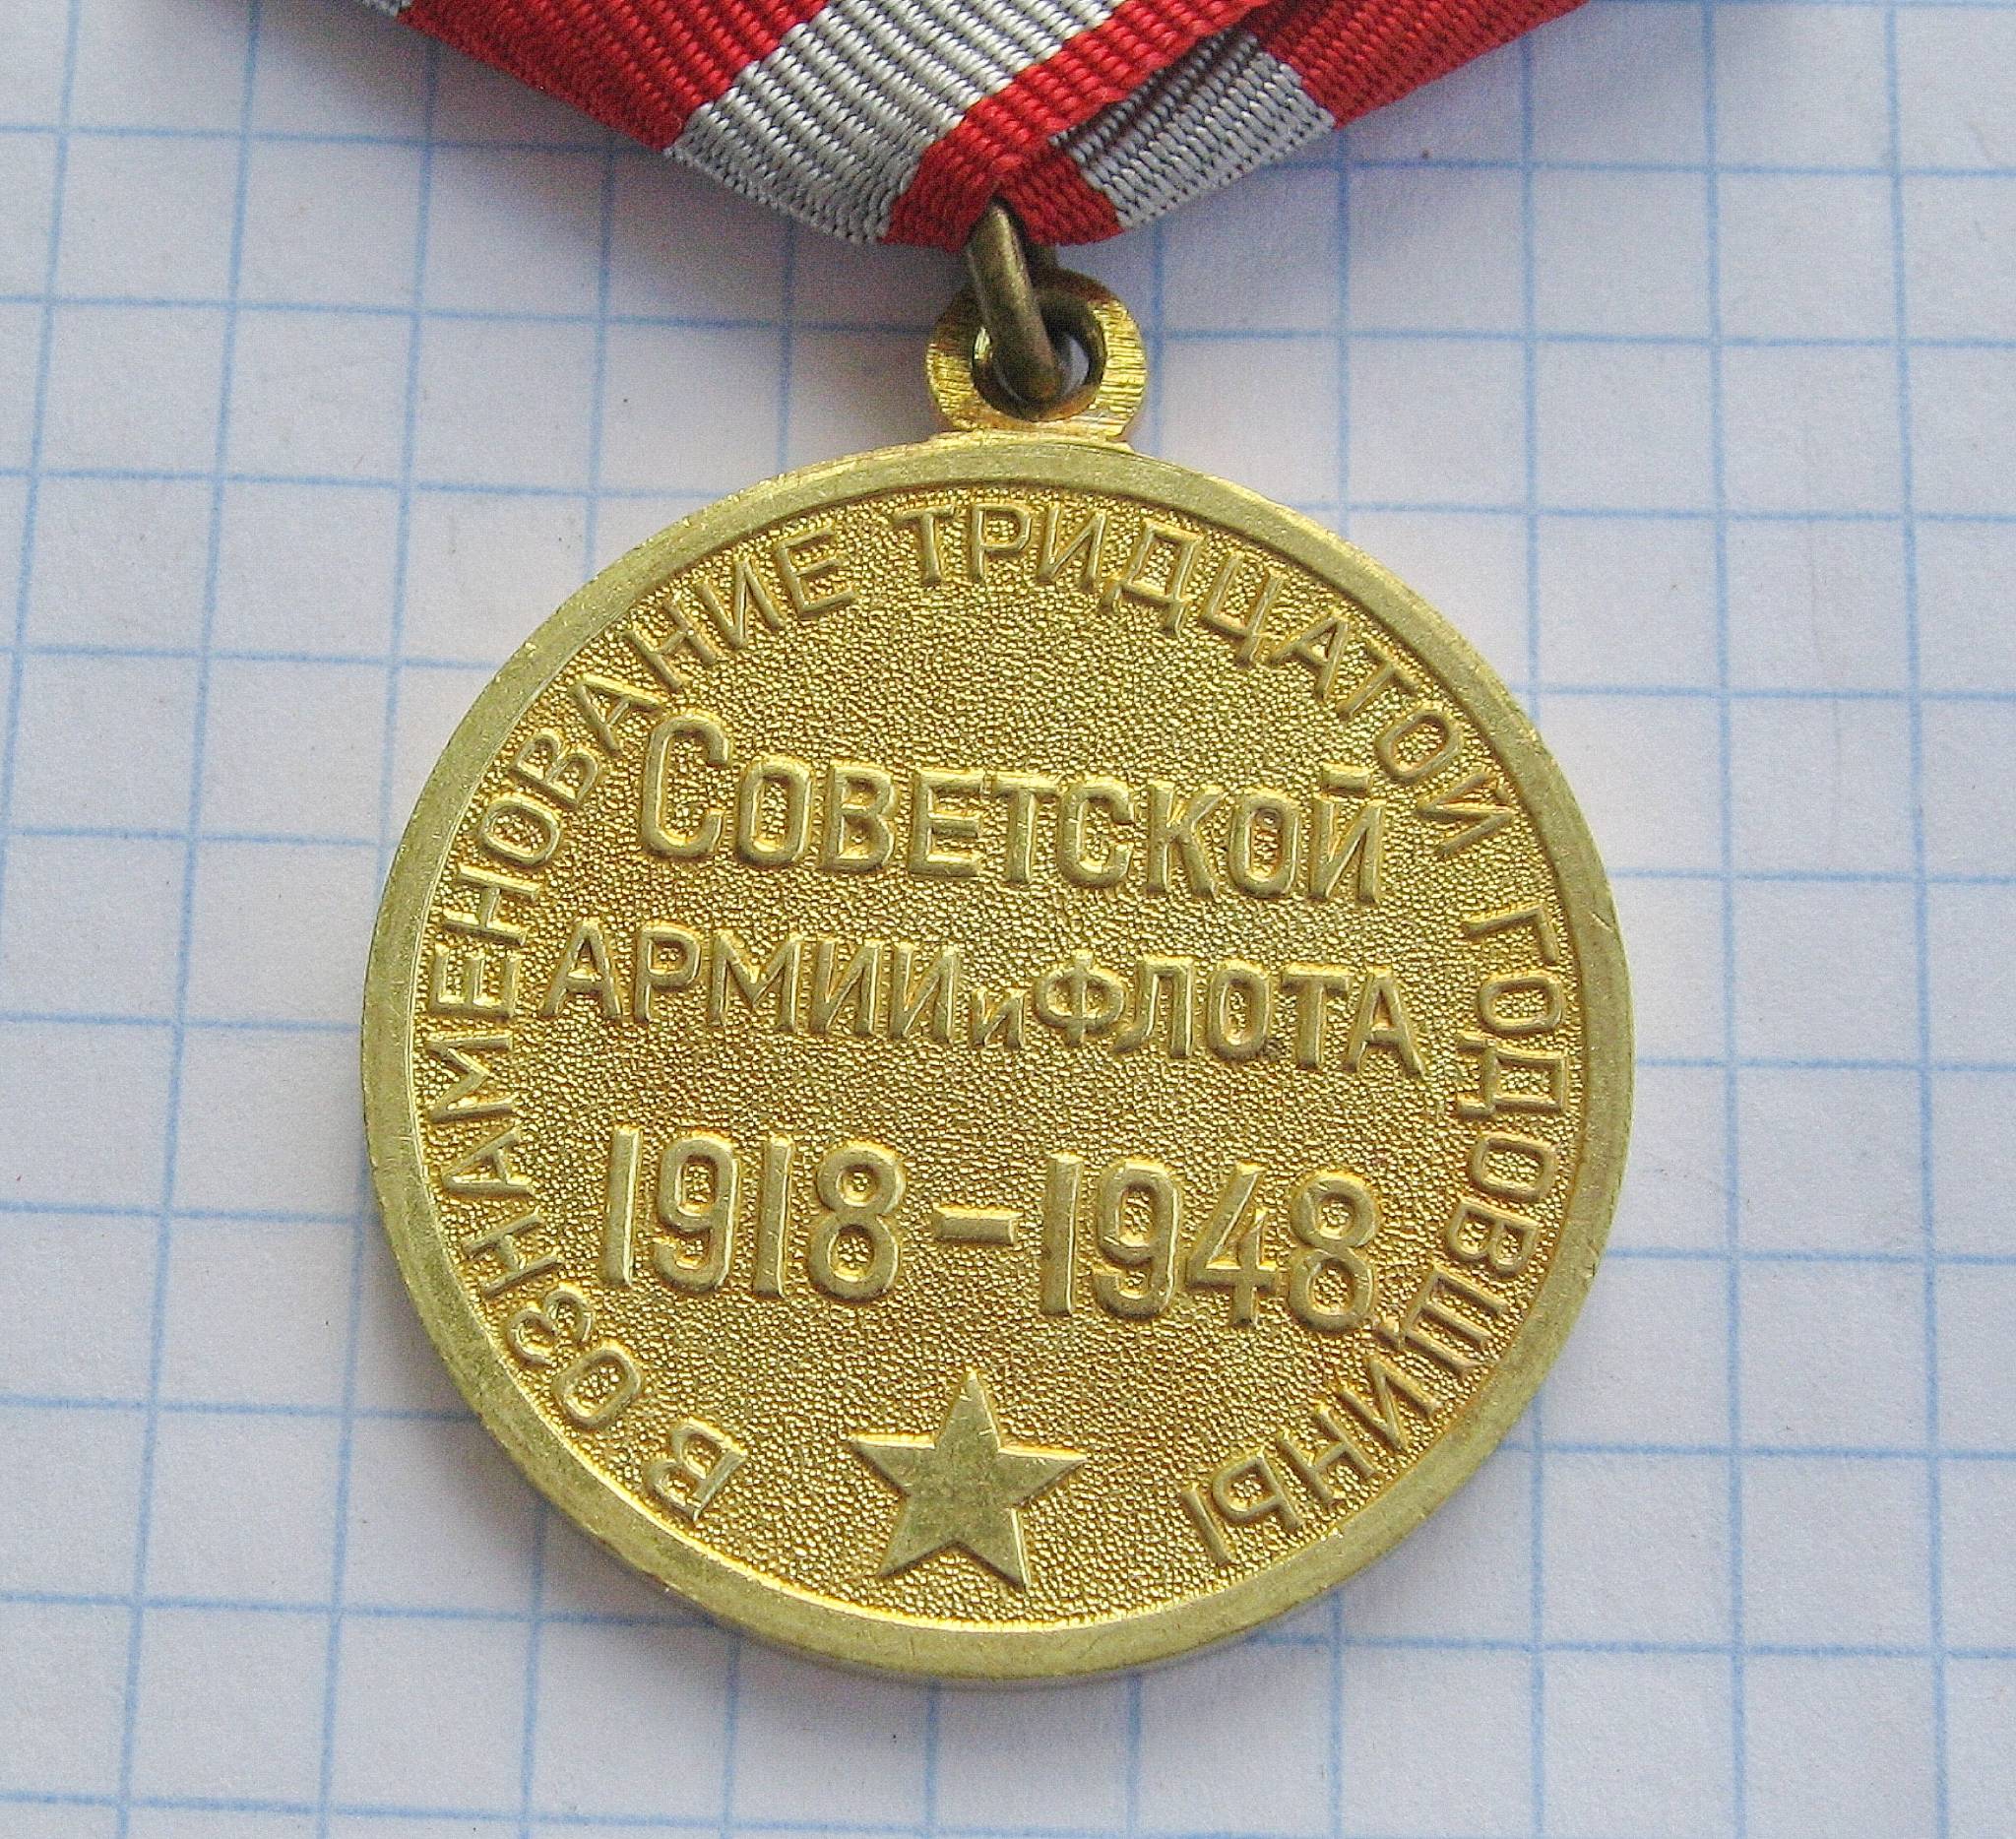 В ОЗНАМЕНОВАНИЕ ТРИДЦАТОЙ ГОДОВЩИНЫ
СОВЕТСКОЙ
АРМИИ и ФЛОТА
1918-1948